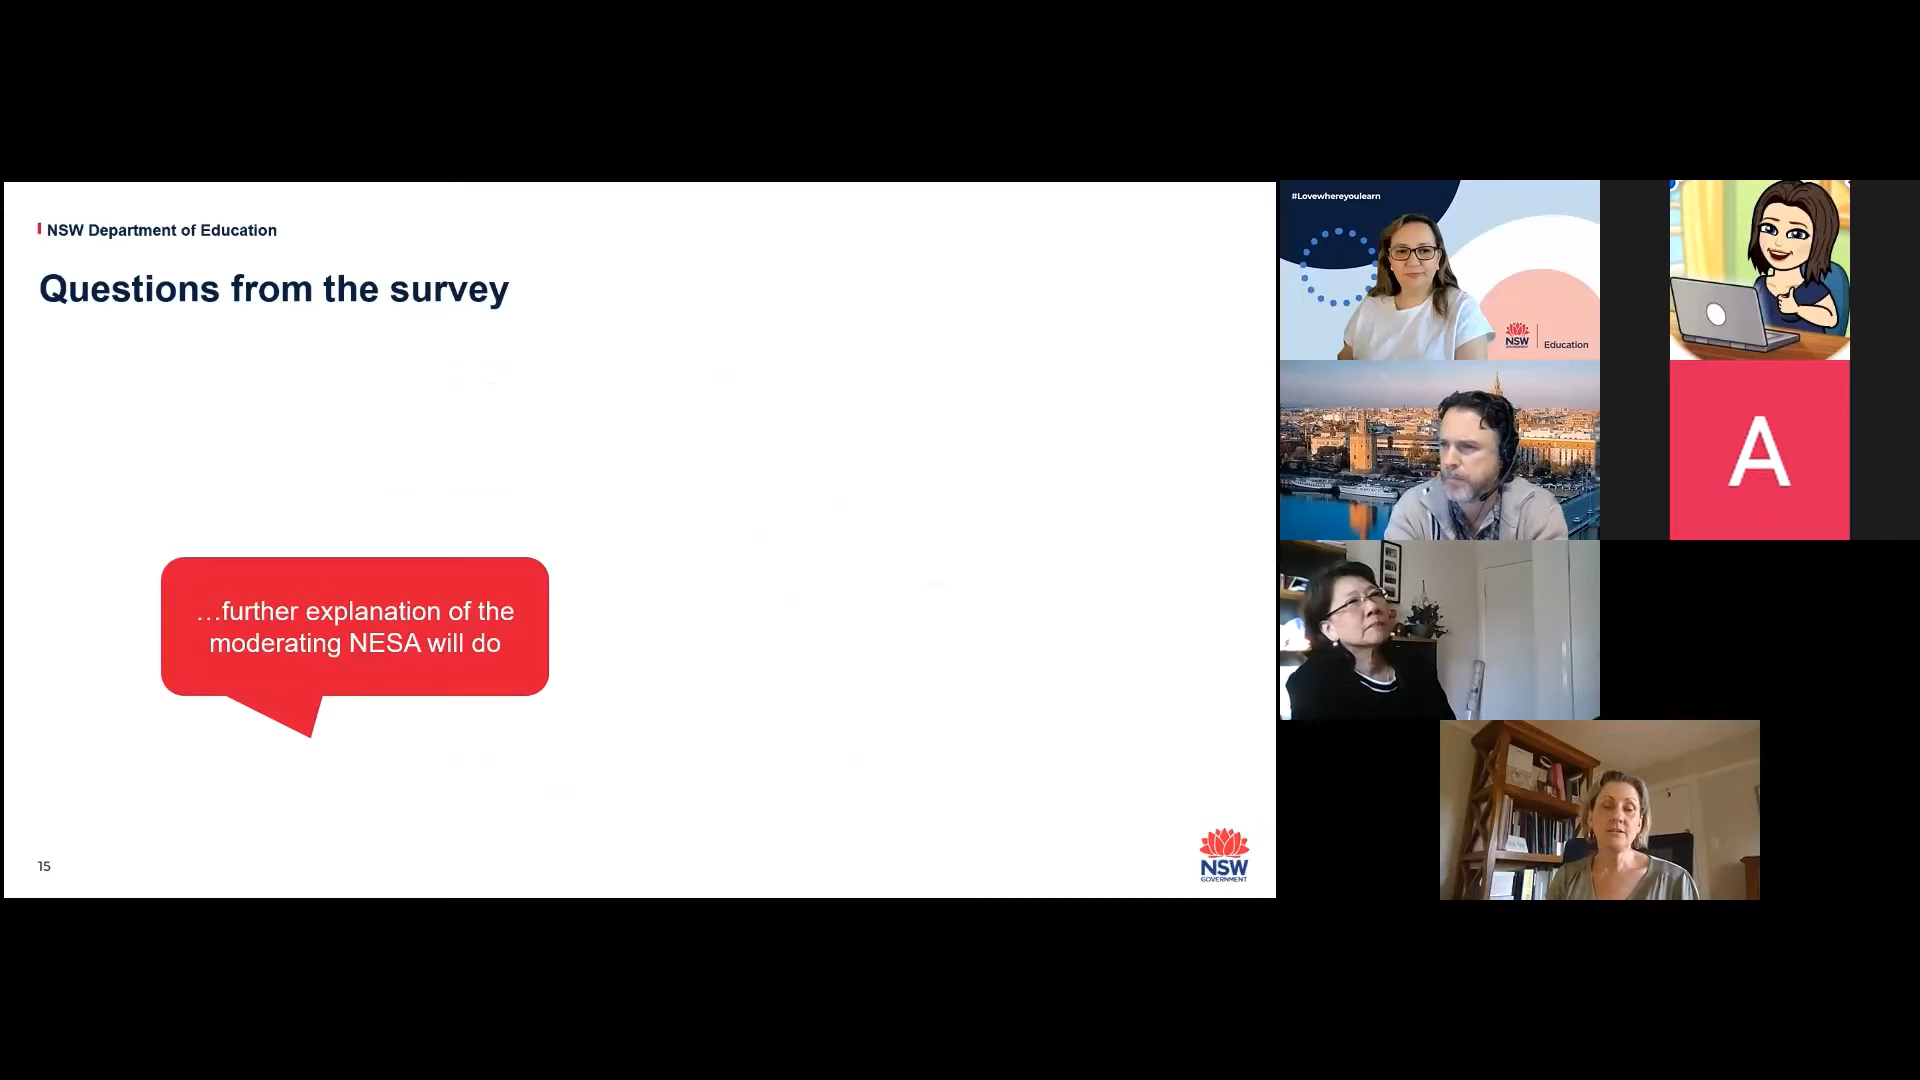 NSW Department of Education
Questions from the survey
…further explanation of the
moderating NESA will do
15
NSW
GOVERNMENT
#Lovewhereyoulearn
NSW
GOVERNMENT
Education
A